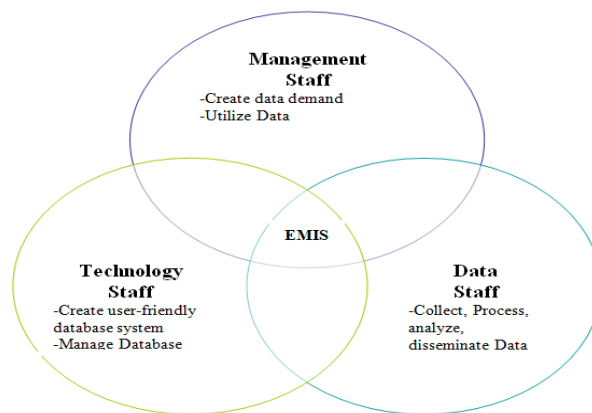 Management
Staff
-Create data demand
-Utilize Data
EMIS
Technology
Staff
-Create user-friendly
database system
-Manage Database
Data
Staff
-Collect, Process,
analyze,
disseminate Data